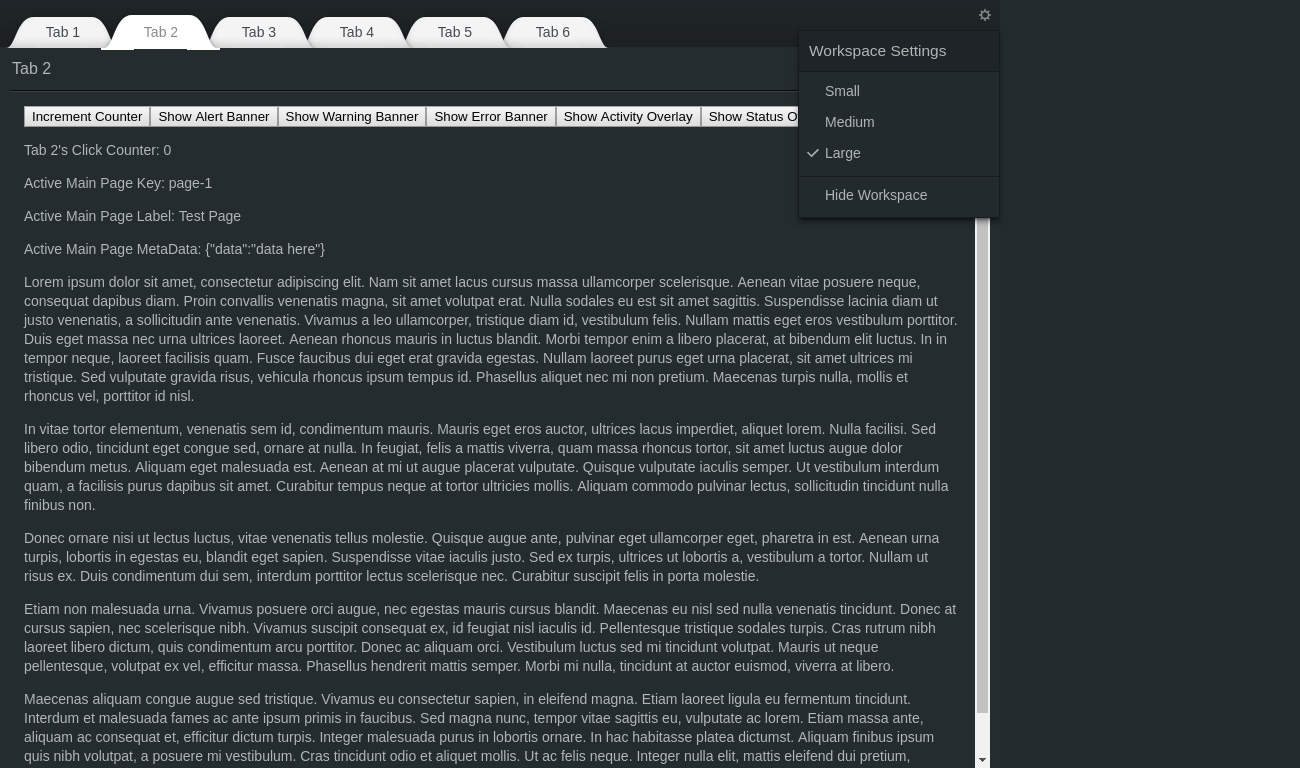 Tab 1
Tab 2
Tab 3
Tab 4
Tab 5
Tab 6
Workspace Settings
Small
Medium
Large
Hide Workspace
Tab 2
Increment Counter
Show Alert Banner
Show Warning Banner
Show Error Banner
Show Activity Overlay
Show Status
Tab 2's Click Counter: 0
Active Main Page Key: page-1
Active Main Page Label: Test Page
Active Main Page MetaData: {"data":"data here"}
Lorem ipsum dolor sit amet, consectetur adipiscing elit. Nam sit amet lacus cursus massa ullamcorper scelerisque. Aenean vitae posuere neque,
consequat dapibus diam. Proin convallis venenatis magna, sit amet volutpat erat. Nulla sodales eu est sit amet sagittis. Suspendisse lacinia diam ut
justo venenatis, a sollicitudin ante venenatis. Vivamus a leo ullamcorper, tristique diam id, vestibulum felis. Nullam mattis eget eros vestibulum porttitor.
Duis eget massa nec urna ultrices laoreet. Aenean rhoncus mauris in luctus blandit. Morbi tempor enim a libero placerat, at bibendum elit luctus. In in
tempor neque, laoreet facilisis quam. Fusce faucibus dui eget erat gravida egestas. Nullam laoreet purus eget urna placerat, sit amet ultrices mi
tristique. Sed vulputate gravida risus, vehicula rhoncus ipsum tempus id. Phasellus aliquet nec mi non pretium. Maecenas turpis nulla, mollis et
rhoncus vel, porttitor id nisl.
In vitae tortor elementum, venenatis sem id, condimentum mauris. Mauris eget eros auctor, ultrices lacus imperdiet, aliquet lorem. Nulla facilisi. Sed
libero odio, tincidunt eget congue sed, ornare at nulla. In feugiat, felis a mattis viverra, quam massa rhoncus tortor, sit amet luctus augue dolor
bibendum metus. Aliquam eget malesuada est. Aenean at mi ut augue placerat vulputate. Quisque vulputate iaculis semper. Ut vestibulum interdum
quam, a facilisis purus dapibus sit amet. Curabitur tempus neque at tortor ultricies mollis. Aliquam commodo pulvinar lectus, sollicitudin tincidunt nulla
finibus non.
Donec ornare nisi ut lectus luctus, vitae venenatis tellus molestie. Quisque augue ante, pulvinar eget ullamcorper eget, pharetra in est. Aenean urna
turpis, lobortis in egestas eu, blandit eget sapien. Suspendisse vitae iaculis justo. Sed ex turpis, ultrices ut lobortis a, vestibulum a tortor. Nullam ut
risus ex. Duis condimentum dui sem, interdum porttitor lectus scelerisque nec. Curabitur suscipit felis in porta molestie.
Etiam non malesuada urna. Vivamus posuere orci augue, nec egestas mauris cursus blandit. Maecenas eu nisl sed nulla venenatis tincidunt. Donec at
cursus sapien, nec scelerisque nibh. Vivamus suscipit consequat ex, id feugiat nisl iaculis id. Pellentesque tristique sodales turpis. Cras rutrum nibh
laoreet libero dictum, quis condimentum arcu porttitor. Donec ac aliquam orci. Vestibulum luctus sed mi tincidunt volutpat. Mauris ut neque
pellentesque, volutpat ex vel, efficitur massa. Phasellus hendrerit mattis semper. Morbi mi nulla, tincidunt at auctor euismod, viverra at libero.
Maecenas aliquam congue augue sed tristique. Vivamus eu consectetur sapien, in eleifend magna. Etiam laoreet ligula eu fermentum tincidunt.
Interdum et malesuada fames ac ante ipsum primis in faucibus. Sed magna nunc, tempor vitae sagittis eu, vulputate ac lorem. Etiam massa ante,
aliquam ac consequat et, efficitur dictum turpis. Integer malesuada purus in lobortis ornare. In hac habitasse platea dictumst. Aliquam finibus ipsum
quis nibh volutpat, a posuere mi vestibulum. Cras tincidunt odio et aliquet mollis. Ut ac felis neque. Integer nulla elit, mattis eleifend dui pretium,